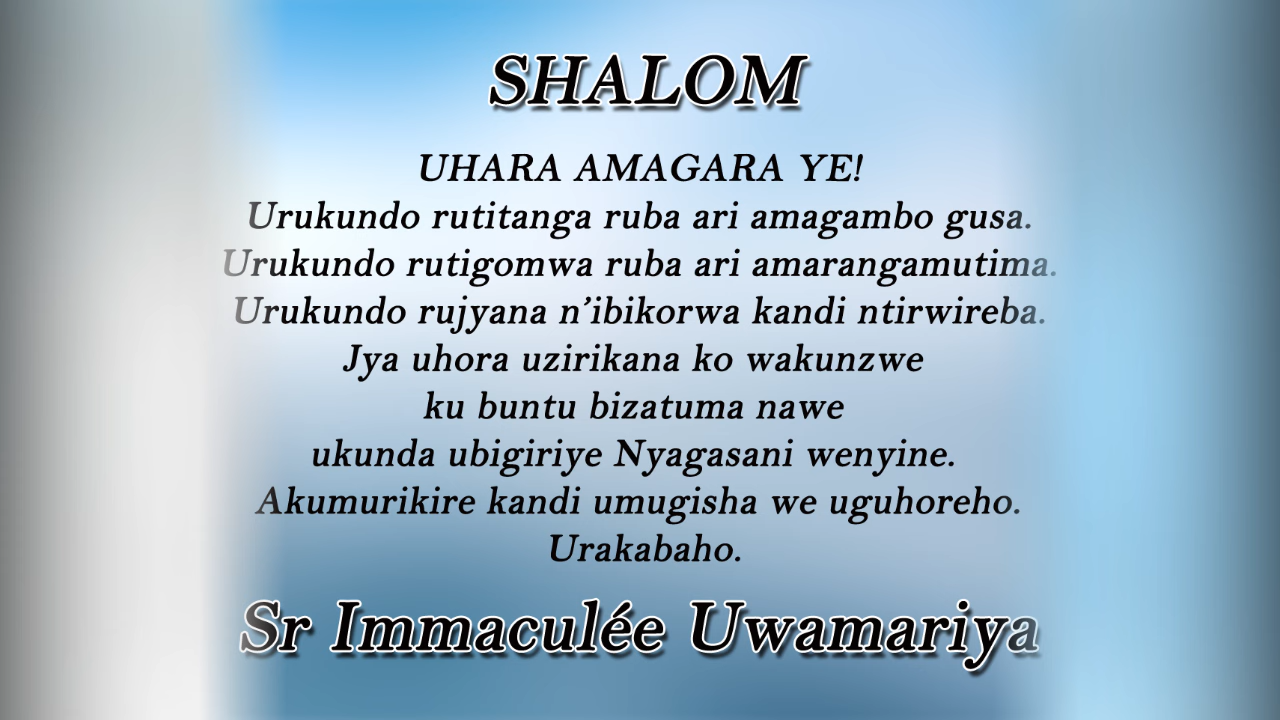 SHALOM
UHARA AMAGARA YE!
Urukundo rutitanga ruba ari amagambo gusa.
Urukundo rutigomwa ruba ari amarangamutima.
Urukundo rujyana n’ibikorwa kandi ntirwireba.
Jya uhora uzirikana ko wakunzwe
ku buntu bizatuma nawe
ukunda ubigiriye Nyagasani wenyine.
Akumurikire kandi umugisha we uguhoreho.
Urakabaho.
Sr Immaculée Uwamariya